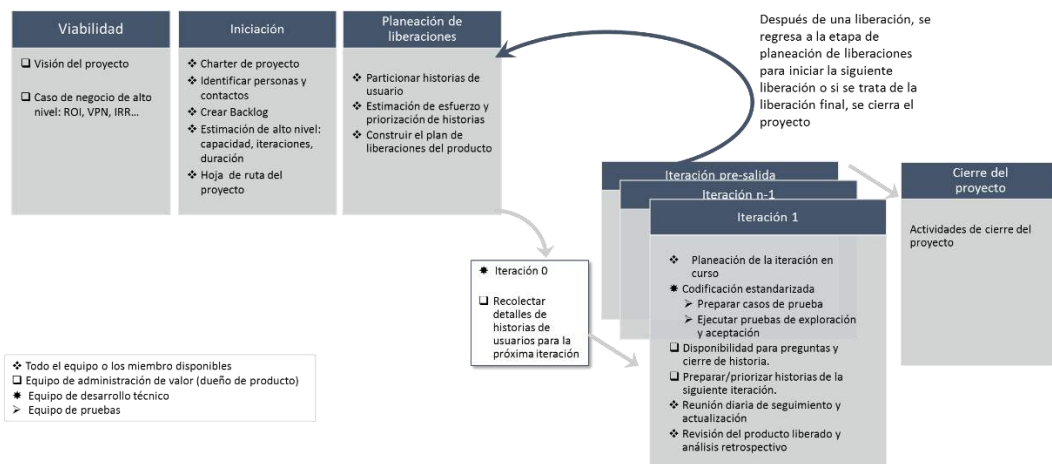 Viabilidad
❑ Visión del proyecto
❑ Caso de negocio de alto
nivel: ROI, VPN, IRR...
Iniciación
❖ Charter de proyecto
❖ Identificar personas y
contactos
❖ Crear Backlog
❖ Estimación de alto nivel:
capacidad, iteraciones,
duración
❖ Hoja de ruta del
proyecto
Planeación de
liberaciones
❖ Particionar historias de
usuario
❖ Estimación de esfuerzo y
priorización de historias
❖ Construir el plan de
liberaciones del producto
Después de una liberación, se
regresa a la etapa de
planeación de liberaciones
para iniciar la siguiente
liberación o si se trata de la
liberación final, se cierra el
proyecto
✹ Iteración 0
❑ Recolectar
detalles de
historias de
usuarios para la
próxima iteración
Iteración pre-salida
Iteración n-1
Iteración 1
❖ Planeación de la iteración en
curso
✹ Codificación estandarizada
➢ Preparar casos de prueba
➢ Ejecutar pruebas de exploración
y aceptación
❑ Disponibilidad para preguntas y
cierre de historia.
❑ Preparar/priorizar historias de la
siguiente iteración.
❖ Reunión diaria de seguimiento y
actualización
❖ Revisión del producto liberado y
análisis retrospectivo
Cierre del
proyecto
Actividades de cierre del
proyecto
❖ Todo el equipo o los miembro disponibles
❑ Equipo de administración de valor (dueño de producto)
✹ Equipo de desarrollo técnico
➢ Equipo de pruebas